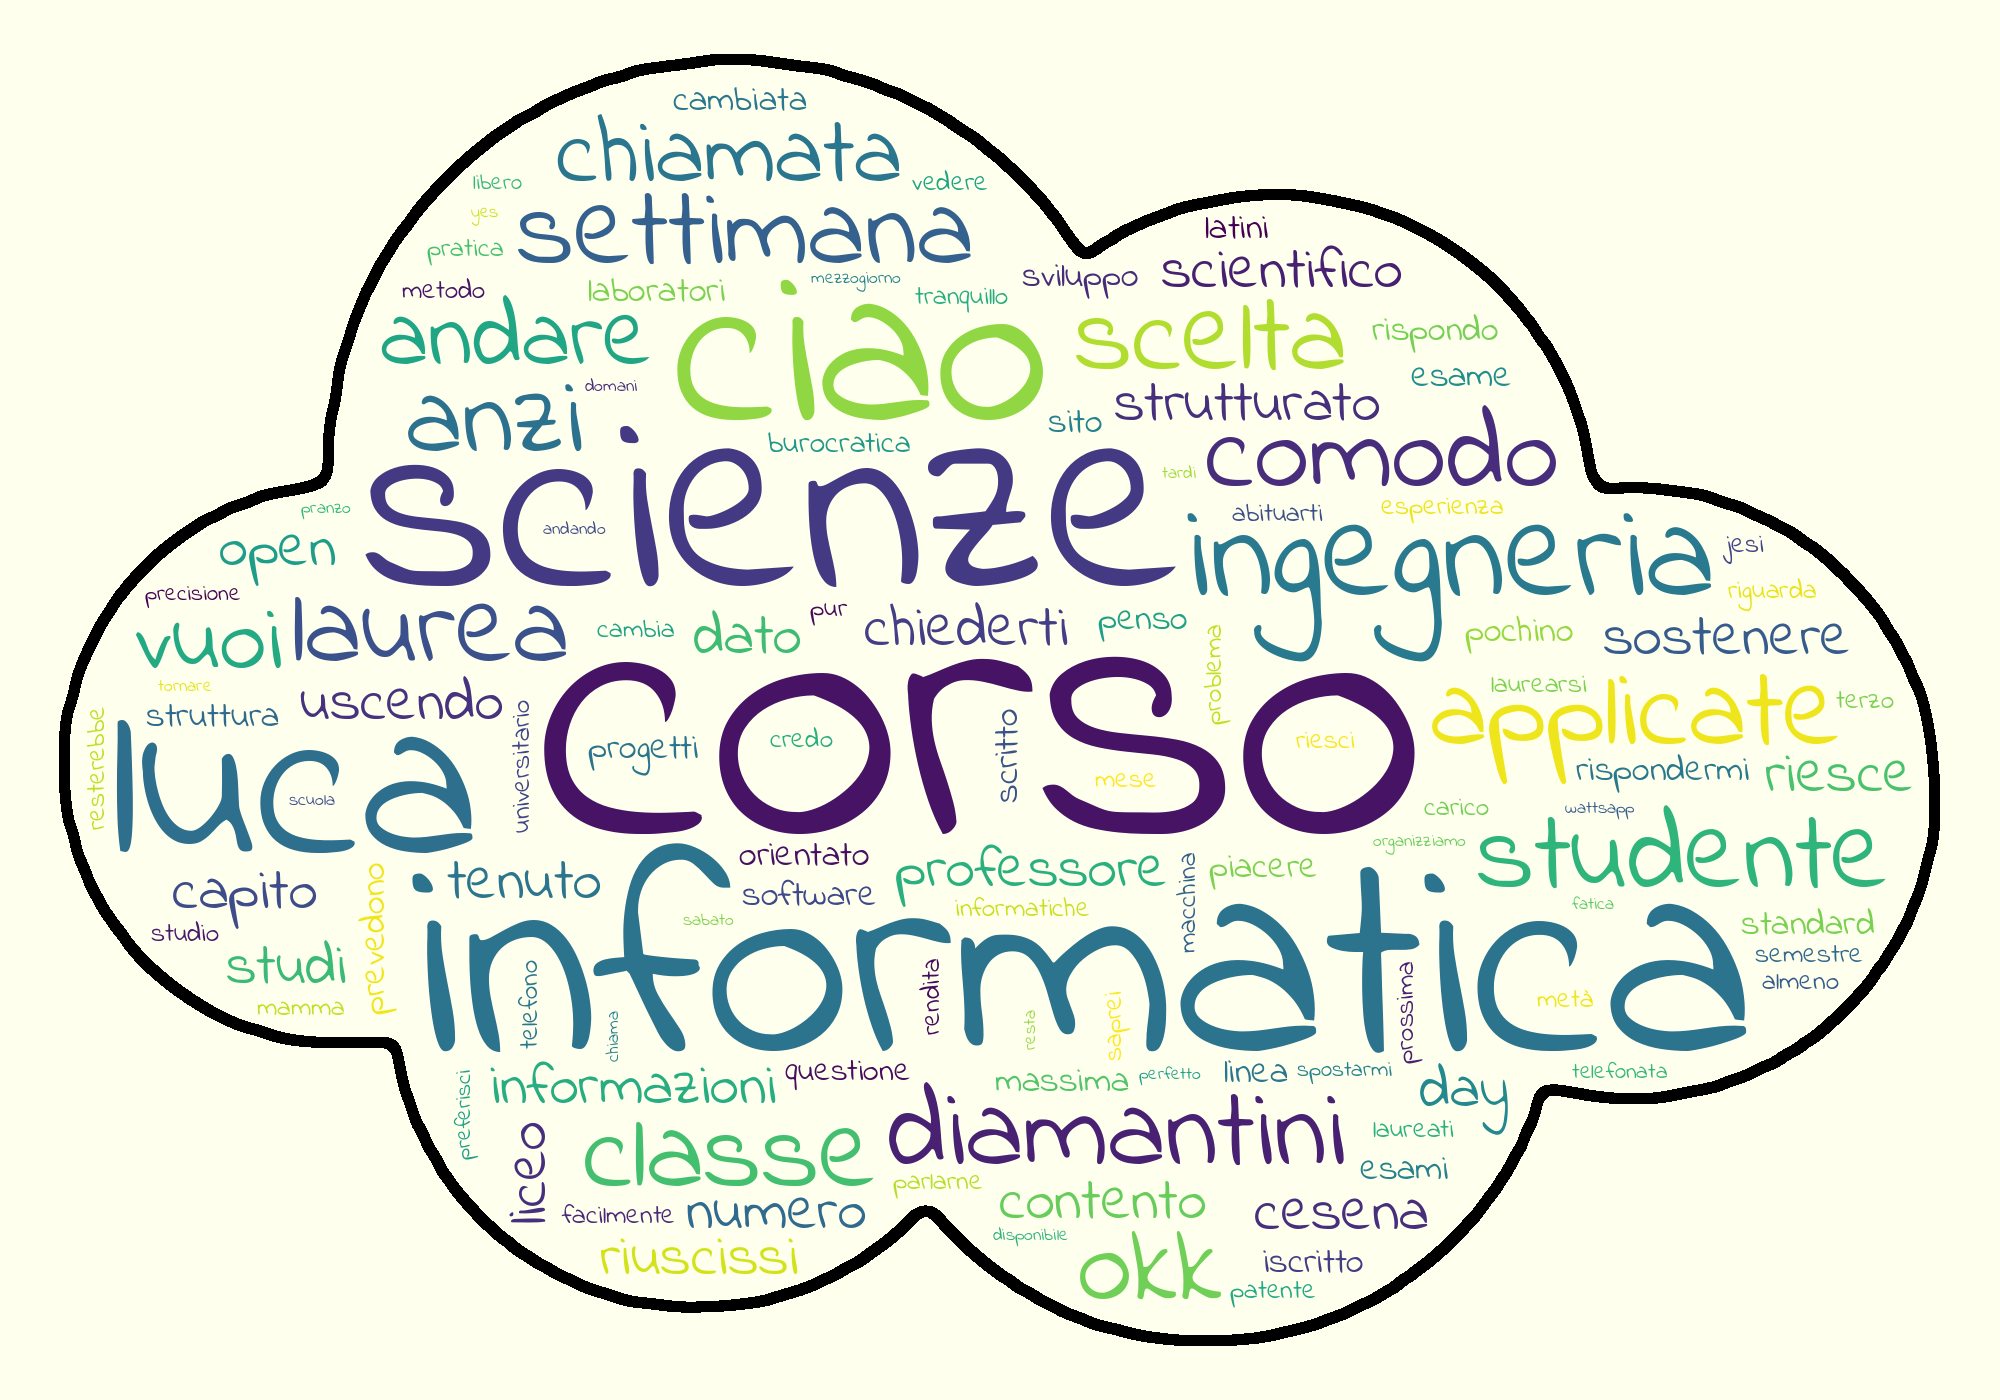 cambiata
chiamata
libero
vedere
yes
settimana
pratica
latini
scientifico
sviluppo
metodo
laboratori
mezzogiorno
tranquillo
andare
ciao
scelta
rispondo
domani
esame
anzi
strutturato
sito
burocratica
comodo
tardi
scienze
andando
pranzo
abituarti
esperienza
open
ingegneria
jesi
precisione
riguarda
vuoi
laurea
cambia
dato
pur
chiederti
penso
pochino
sostenere
problema
tornare
struttura
uscendo
laurearsi
applicate
terzo
resterebbe
luca
scuola
universitario
corso
progetti
credo
scritto
mese
riesci
rispondermi
riesce
carico
wattsapp
organizziamo
studente
capito
tenuto
orientato
software
professore
macchina
piacere
fatica
studio
prevedono
informatica
sabato
informatiche
standard
semestre
almeno
studi
mamma
telefono
chiama
rendita
resta
saprei
prossima
metà
preferisci
informazioni
questione
massima
perfetto
linea
spostarmi
day
telefonata
liceo
classe
diamantini
laureati
esami
parlarne
facilmente
numero
contento
cesena
disponibile
riuscissi
okk
iscritto
patente